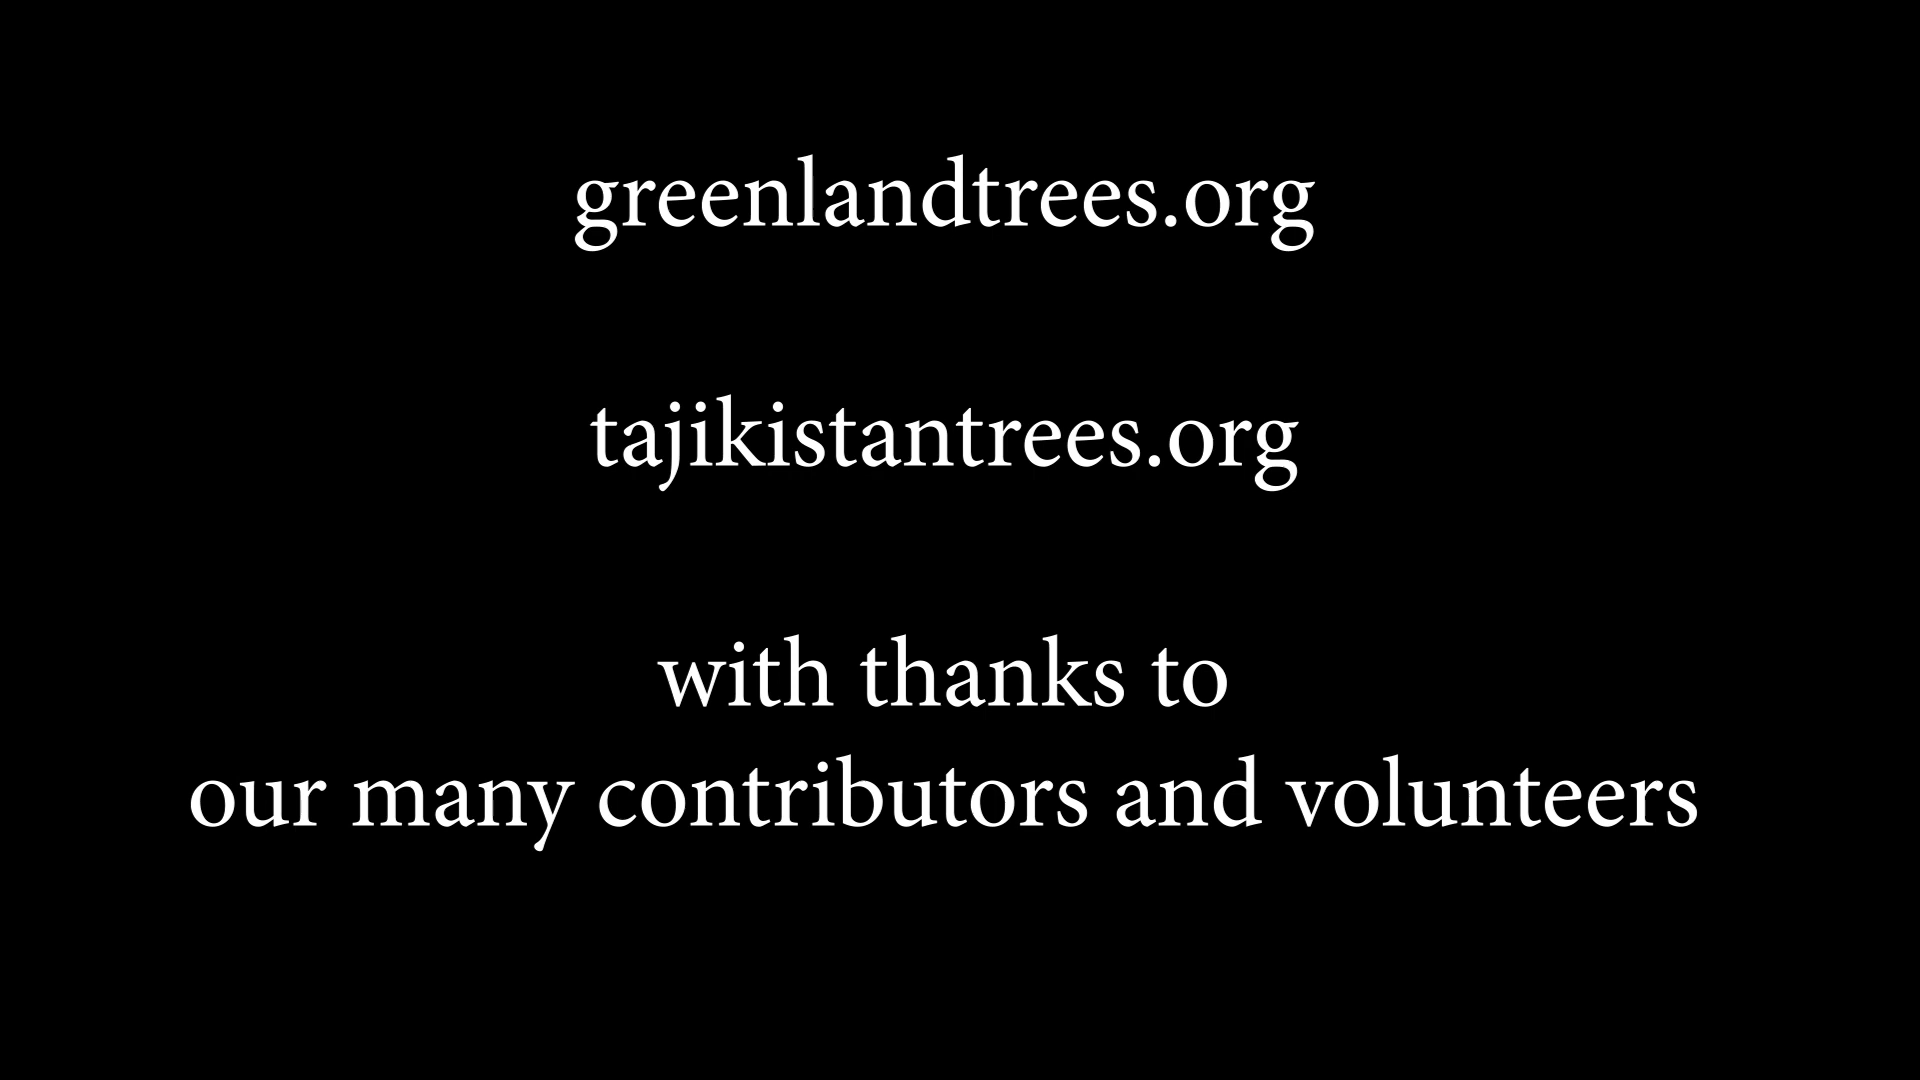 greenlandtrees.org
tajikistantrees.org
with thanks to
our many contributors and volunteers